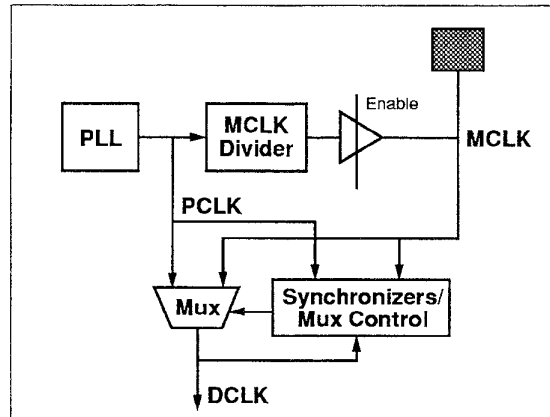 Enable
PLL
MCLK
Divider
MCLK
PCLK
Mux
Synchronizers/
Mux Control
DCLK